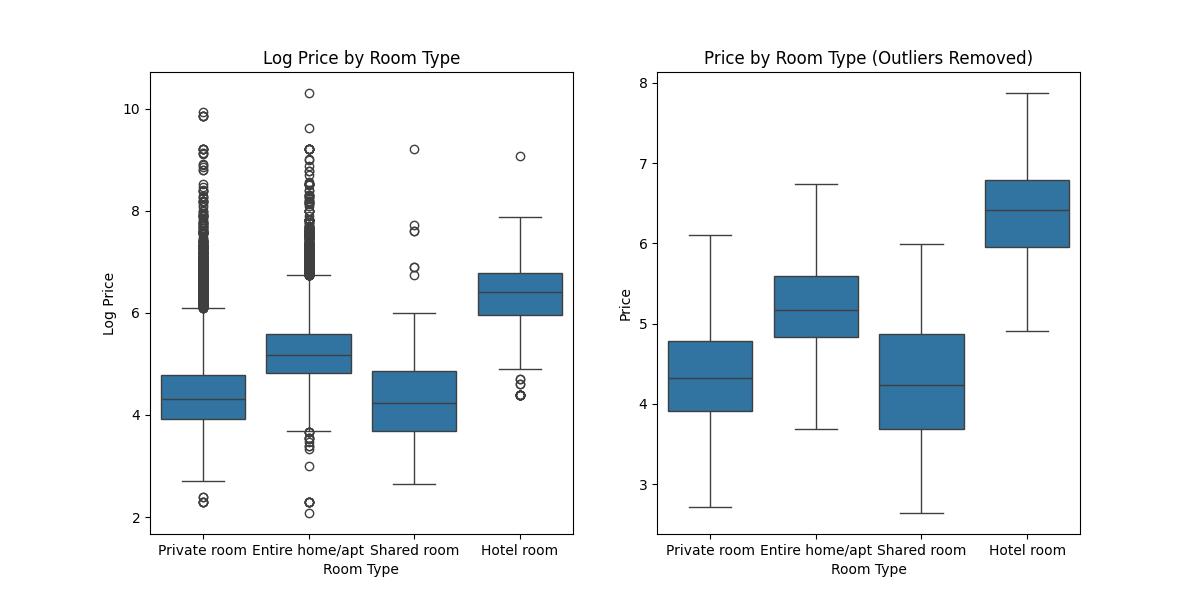 Log Price by Room Type
Log Price
10
8
6
4
2
Private room Entire home/apt Shared room Hotel room
Room Type
Price by Room Type (Outliers Removed)
Price
8
7
6
5
4
3
Private room Entire home/apt Shared room Hotel room
Room Type